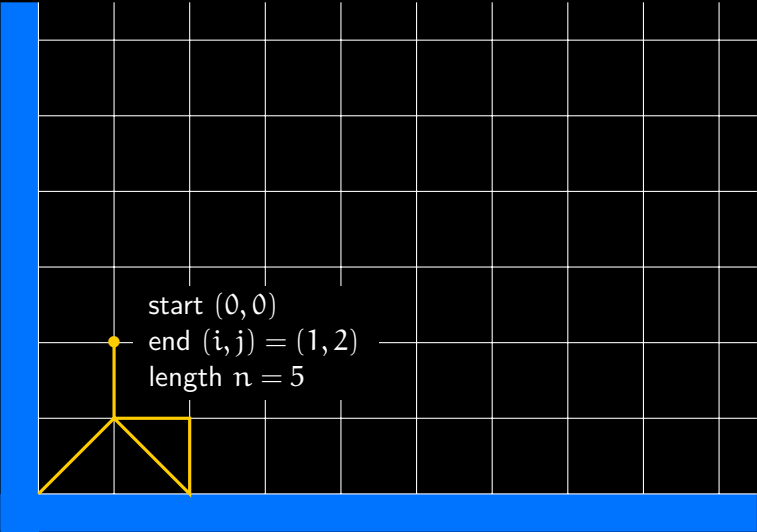 start (0, 0)
end (i, j) = (1, 2)
length n = 5